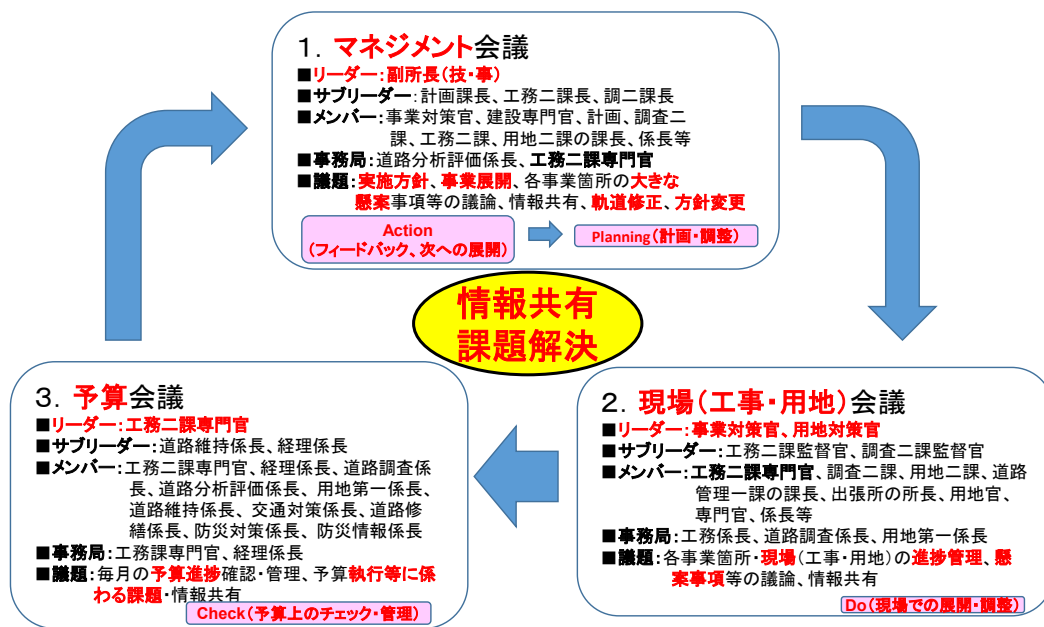 1．マネジメント会議
■リーダー：副所長（技・事）
■サブリーダー：計画課長、工務二課長、調二課長
■メンバー：事業対策官、建設専門官、計画、調査二
課、工務二課、用地二課の課長、係長等
■事務局：道路分析評価係長、工務二課専門官
■議題：実施方針、事業展開、各事業箇所の大きな
懸案事項等の議論、情報共有、軌道修正、方針変更
Action
（フィードバック、次への展開）
Planning（計画・調整）
情報共有
課題解決
2．現場（工事・用地）会議
■リーダー：事業対策官、用地対策官
■サブリーダー：工務二課監督官、調査二課監督官
■メンバー：工務二課専門官、調査二課、用地二課、道路
管理一課の課長、出張所の所長、用地官、
専門官、係長等
■事務局：工務係長、道路調査係長、用地第一係長
■議題：各事業箇所・現場（工事・用地）の進捗管理、懸
案事項等の議論、情報共有
Do（現場での展開・調整）
3．予算会議
■リーダー：工務二課専門官
■サブリーダー：道路維持係長、経理係長
■メンバー：工務二課専門官、経理係長、道路調査係
長、道路分析評価係長、用地第一係長、
道路維持係長、交通対策係長、道路修
繕係長、防災対策係長、防災情報係長
■事務局：工務課専門官、経理係長
■議題：毎月の予算進捗確認・管理、予算執行等に係
わる課題・情報共有
Check（予算上のチェック・管理）